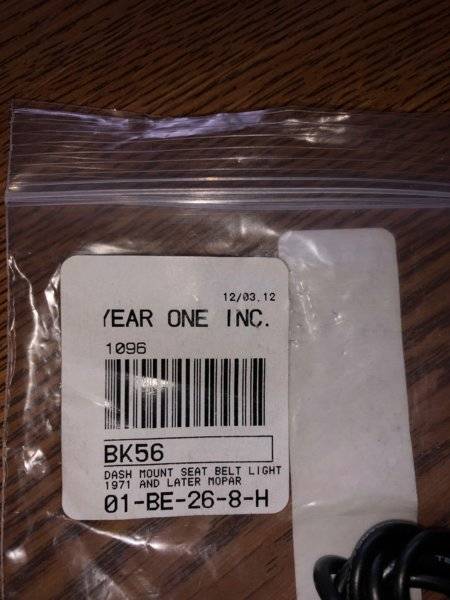 12/03.12
YEAR ONE INC.
1096
BK56
DASH MOUNT SEAT BELT LIGHT
1971 AND LATER MOPAR
01-BE-26-8-H